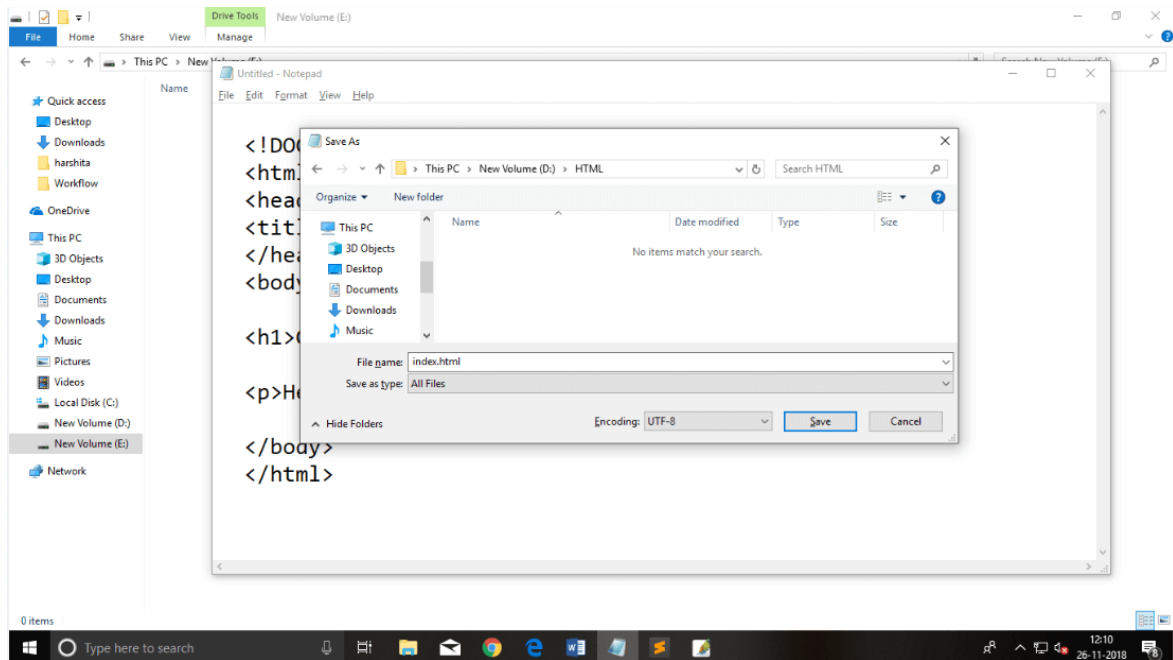 Drive Tools New Volume (E:)
File Home Share View Manage
This PC > New
Name
Quick access
Desktop
Downloads
harshita
Workflow
OneDrive
This PC
3D Objects
Desktop
Documents
Downloads
Music
Pictures
Videos
Local Disk (C:)
New Volume (D:)
New Volume (E:)
Network
0 items
Untitled - Notepad
File Edit Format View Help
<!DO
<html
<hea
<tit
</hea
<body
<h1>
<p>He
</body>
</html>
Save As
This PC > New Volume (D:) > HTML Search HTML
Organize New folder
This PC
3D Objects
Desktop
Documents
Downloads
Music
Name Date modified Type Size
No items match your search.
File name: index.html
Save as type: All Files
Hide Folders Encoding: UTF-8 Save Cancel
Type here to search
12:10
26-11-2018
8